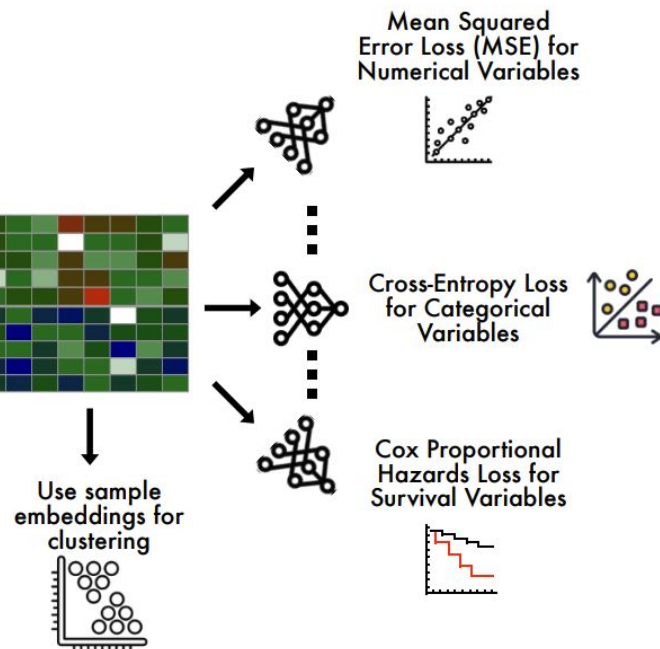 Mean Squared
Error Loss (MSE) for
Numerical Variables
Cross-Entropy Loss
for Categorical
Variables
Cox Proportional
Hazards Loss for
Survival Variables
Use sample
embeddings for
clustering